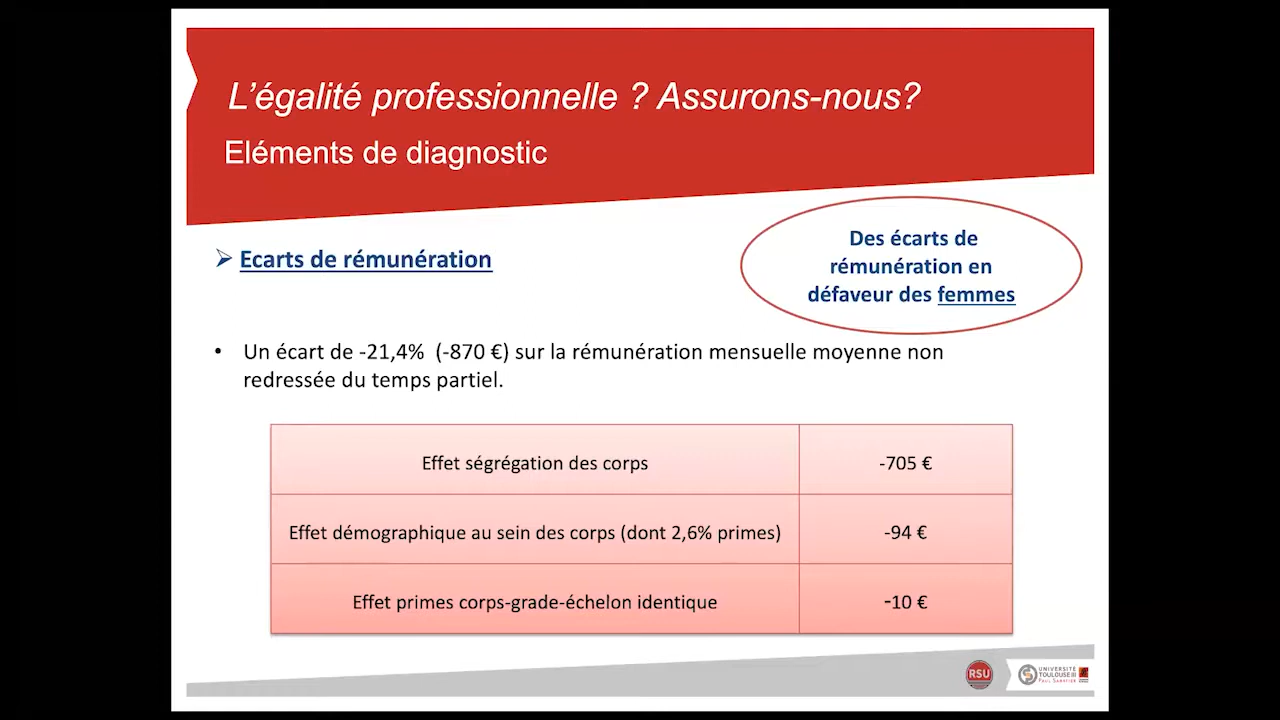 L’égalité professionnelle ? Assurons-nous?
Eléments de diagnostic
Des écarts de
rémunération en
défaveur des femmes
Ecarts de rémunération
• Un écart de -21,4% (-870 €) sur la rémunération mensuelle moyenne non
redressée du temps partiel.
Effet ségrégation des corps -705 €
Effet démographique au sein des corps (dont 2,6% primes) -94 €
Effet primes corps-grade-échelon identique -10 €
RSU
UNIVERSITÉ
TOULOUSE III
PAUL SABATIER